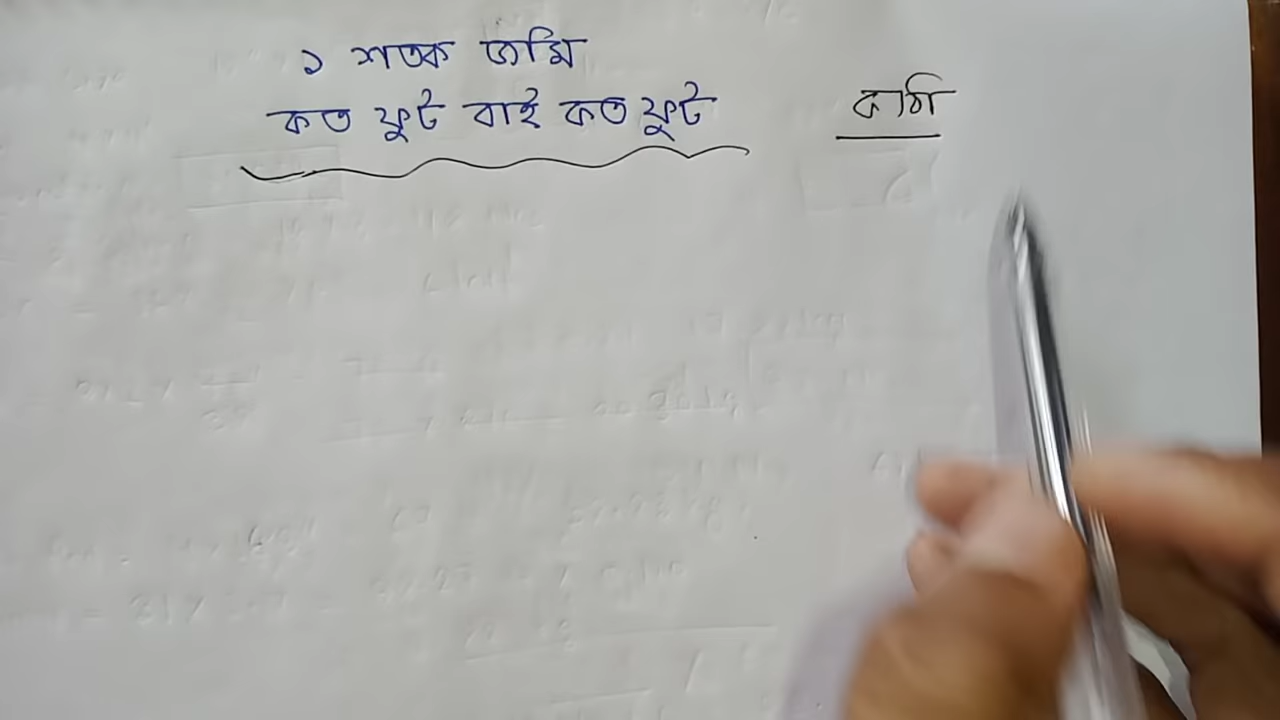 ১ শতক জমি
কত ফুট বাই কত ফুট
কাঠা